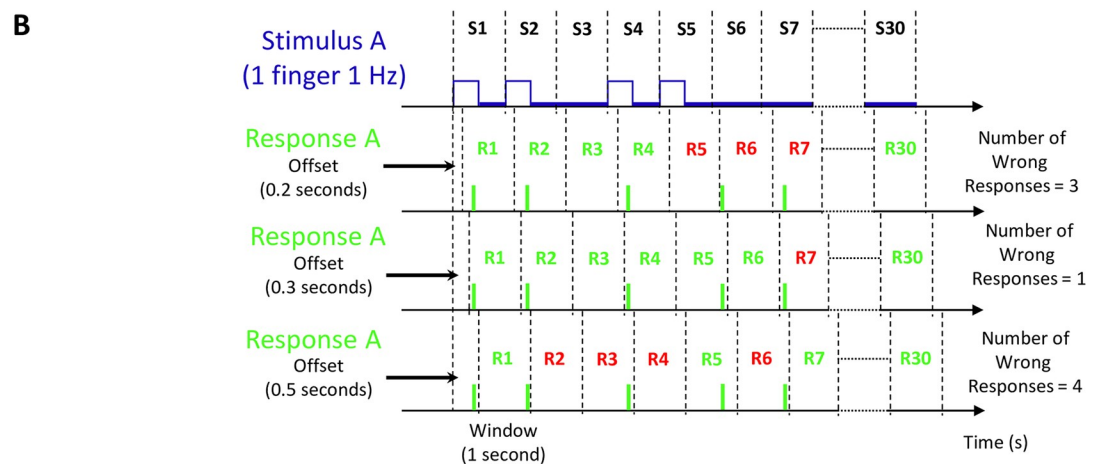 B
Stimulus A
(1 finger 1 Hz)
S1 S2 S3 S4 S5 S6 S7 S30
Response A
Offset
(0.2 seconds)
R1 R2 R3 R4 R5 R6 R7 R30
Number of
Wrong
Responses = 3
Response A
Offset
(0.3 seconds)
R1 R2 R3 R4 R5 R6 R7 R30
Number of
Wrong
Responses = 1
Response A
Offset
(0.5 seconds)
R1 R2 R3 R4 R5 R6 R7 R30
Number of
Wrong
Responses = 4
Window
(1 second)
Time (s)